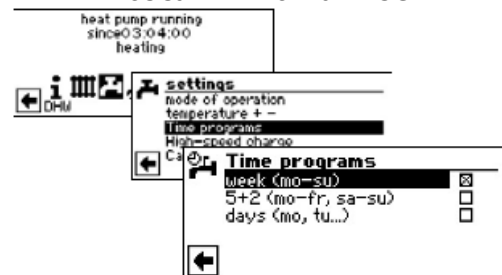 heat pump running
since03:04:00
heating
DHW
settings
mode of operation
temperature + -
Time programs
High-speed charge
Ca
Time programs
week (mo-su)
5+2 (mo-fr, sa-su)
days (mo, tu...)